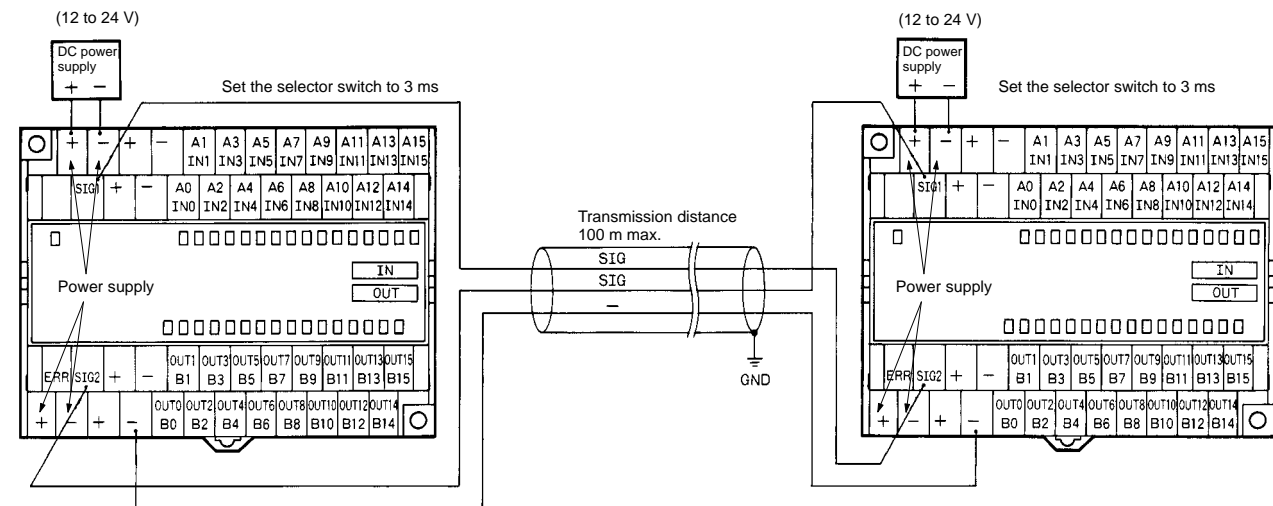 (12 to 24 V)
DC power
supply
+ −
Set the selector switch to 3 ms
+ − + − A1 A3 A5 A7 A9 A11 A13 A15
IN1 IN3 IN5 IN7 IN9 IN11 IN13 IN15
SIG1 + − A0 A2 A4 A6 A8 A10 A12 A14
IN0 IN2 IN4 IN6 IN8 IN10 IN12 IN14
IN
OUT
Power supply
OUT1 OUT3 OUT5 OUT7 OUT9 OUT11 OUT13 OUT15
ERR SIG2 + − B1 B3 B5 B7 B9 B11 B13 B15
OUT0 OUT2 OUT4 OUT6 OUT8 OUT10 OUT12 OUT14
+ − + − B0 B2 B4 B6 B8 B10 B12 B14
Transmission distance
100 m max.
SIG
SIG
−
GND
(12 to 24 V)
DC power
supply
+ −
Set the selector switch to 3 ms
+ − + − A1 A3 A5 A7 A9 A11 A13 A15
IN1 IN3 IN5 IN7 IN9 IN11 IN13 IN15
SIG1 + − A0 A2 A4 A6 A8 A10 A12 A14
IN0 IN2 IN4 IN6 IN8 IN10 IN12 IN14
IN
OUT
Power supply
OUT1 OUT3 OUT5 OUT7 OUT9 OUT11 OUT13 OUT15
ERR SIG2 + − B1 B3 B5 B7 B9 B11 B13 B15
OUT0 OUT2 OUT4 OUT6 OUT8 OUT10 OUT12 OUT14
+ − + − B0 B2 B4 B6 B8 B10 B12 B14